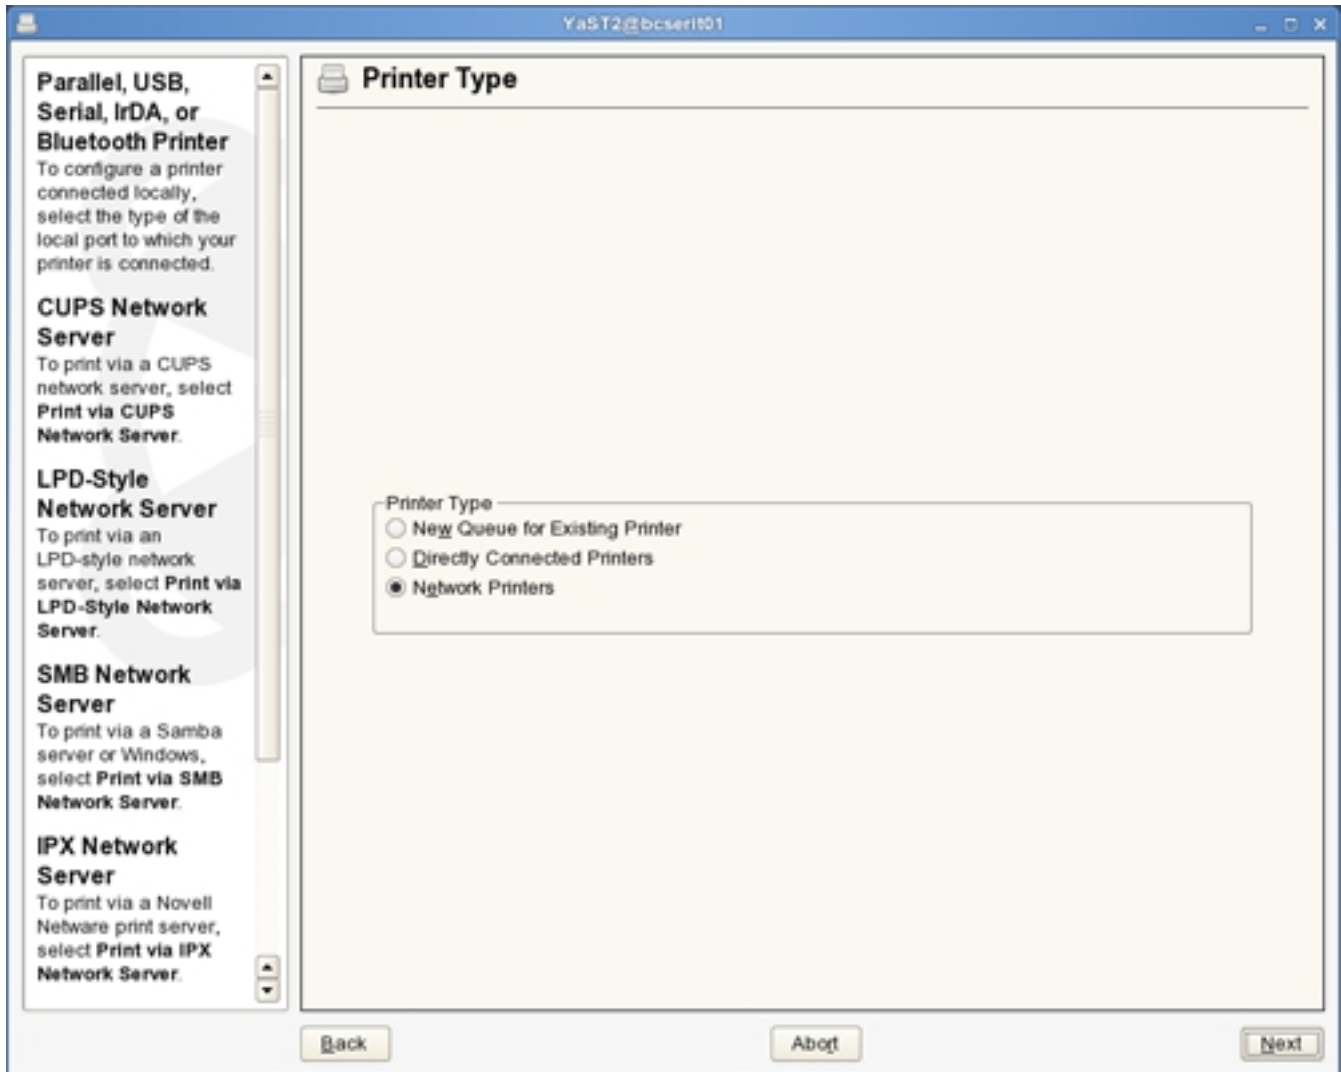 YaST2@bcserit01
Parallel, USB,
Serial, IrDA, or
Bluetooth Printer
To configure a printer
connected locally,
select the type of the
local port to which your
printer is connected.
CUPS Network
Server
To print via a CUPS
network server, select
Print via CUPS
Network Server.
LPD-Style
Network Server
To print via an
LPD-style network
server, select Print via
LPD-Style Network
Server.
SMB Network
Server
To print via a Samba
server or Windows,
select Print via SMB
Network Server.
IPX Network
Server
To print via a Novell
Netware print server,
select Print via IPX
Network Server.
Printer Type
Printer Type
New Queue for Existing Printer
Directly Connected Printers
Network Printers
Back
Abort
Next